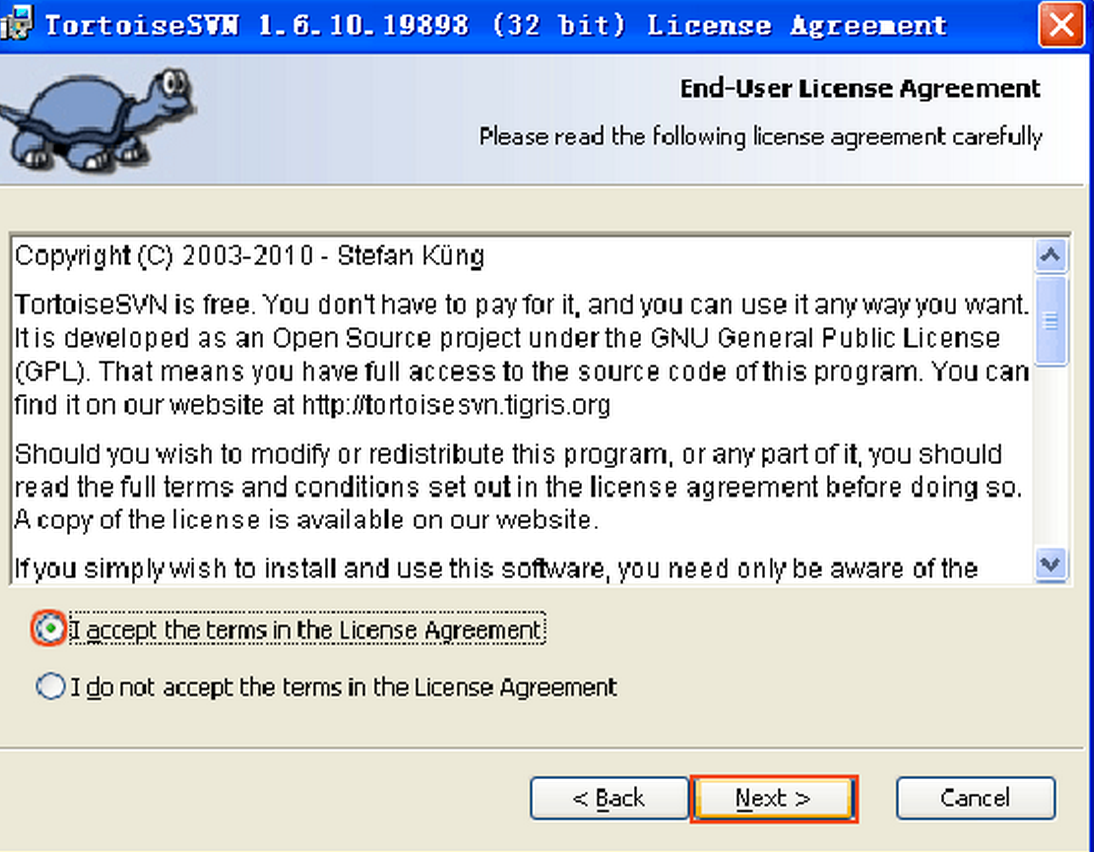 TortoiseSVN 1.6.10.19898 (32 bit) License Agreement
End-User License Agreement
Please read the following license agreement carefully
Copyright (C) 2003-2010 - Stefan Küng
TortoiseSVN is free. You don't have to pay for it, and you can use it any way you want.
It is developed as an Open Source project under the GNU General Public License
(GPL). That means you have full access to the source code of this program. You can
find it on our website at http://tortoisesvn.tigris.org
Should you wish to modify or redistribute this program, or any part of it, you should
read the full terms and conditions set out in the license agreement before doing so.
A copy of the license is available on our website.
If you simply wish to install and use this software, you need only be aware of the
I accept the terms in the License Agreement
I do not accept the terms in the License Agreement
< Back Next > Cancel